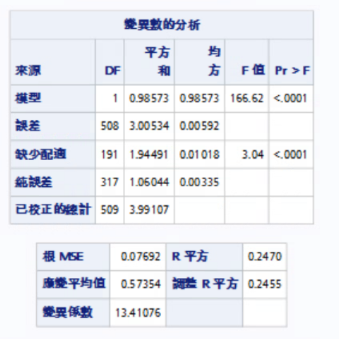 變異數的分析
來源 DF 平方和 均方 F 值 Pr > F
模型 1 0.98573 0.98573 166.62 <.0001
誤差 508 3.00534 0.00592
缺少配適 191 1.94491 0.01018 3.04 <.0001
純誤差 317 1.06044 0.00335
已校正的總計 509 3.99107
根 MSE 0.07692 R 平方 0.2470
應變平均值 0.57354 調整 R 平方 0.2455
變異係數 13.41076